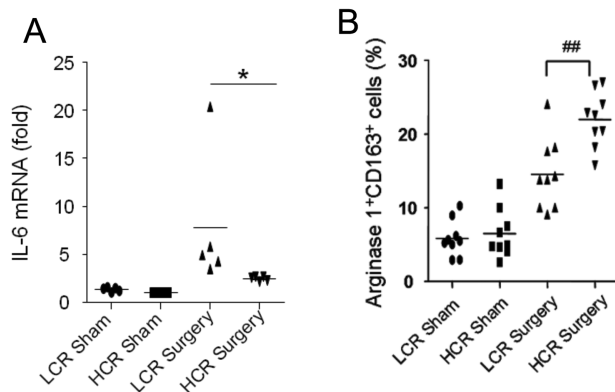 A
IL-6 mRNA (fold)
25
20
15
10
5
0
*
LCR Sham
HCR Sham
LCR Surgery
HCR Surgery
B
Arginase 1⁺CD163⁺ cells (%)
30
20
10
0
##
LCR Sham
HCR Sham
LCR Surgery
HCR Surgery